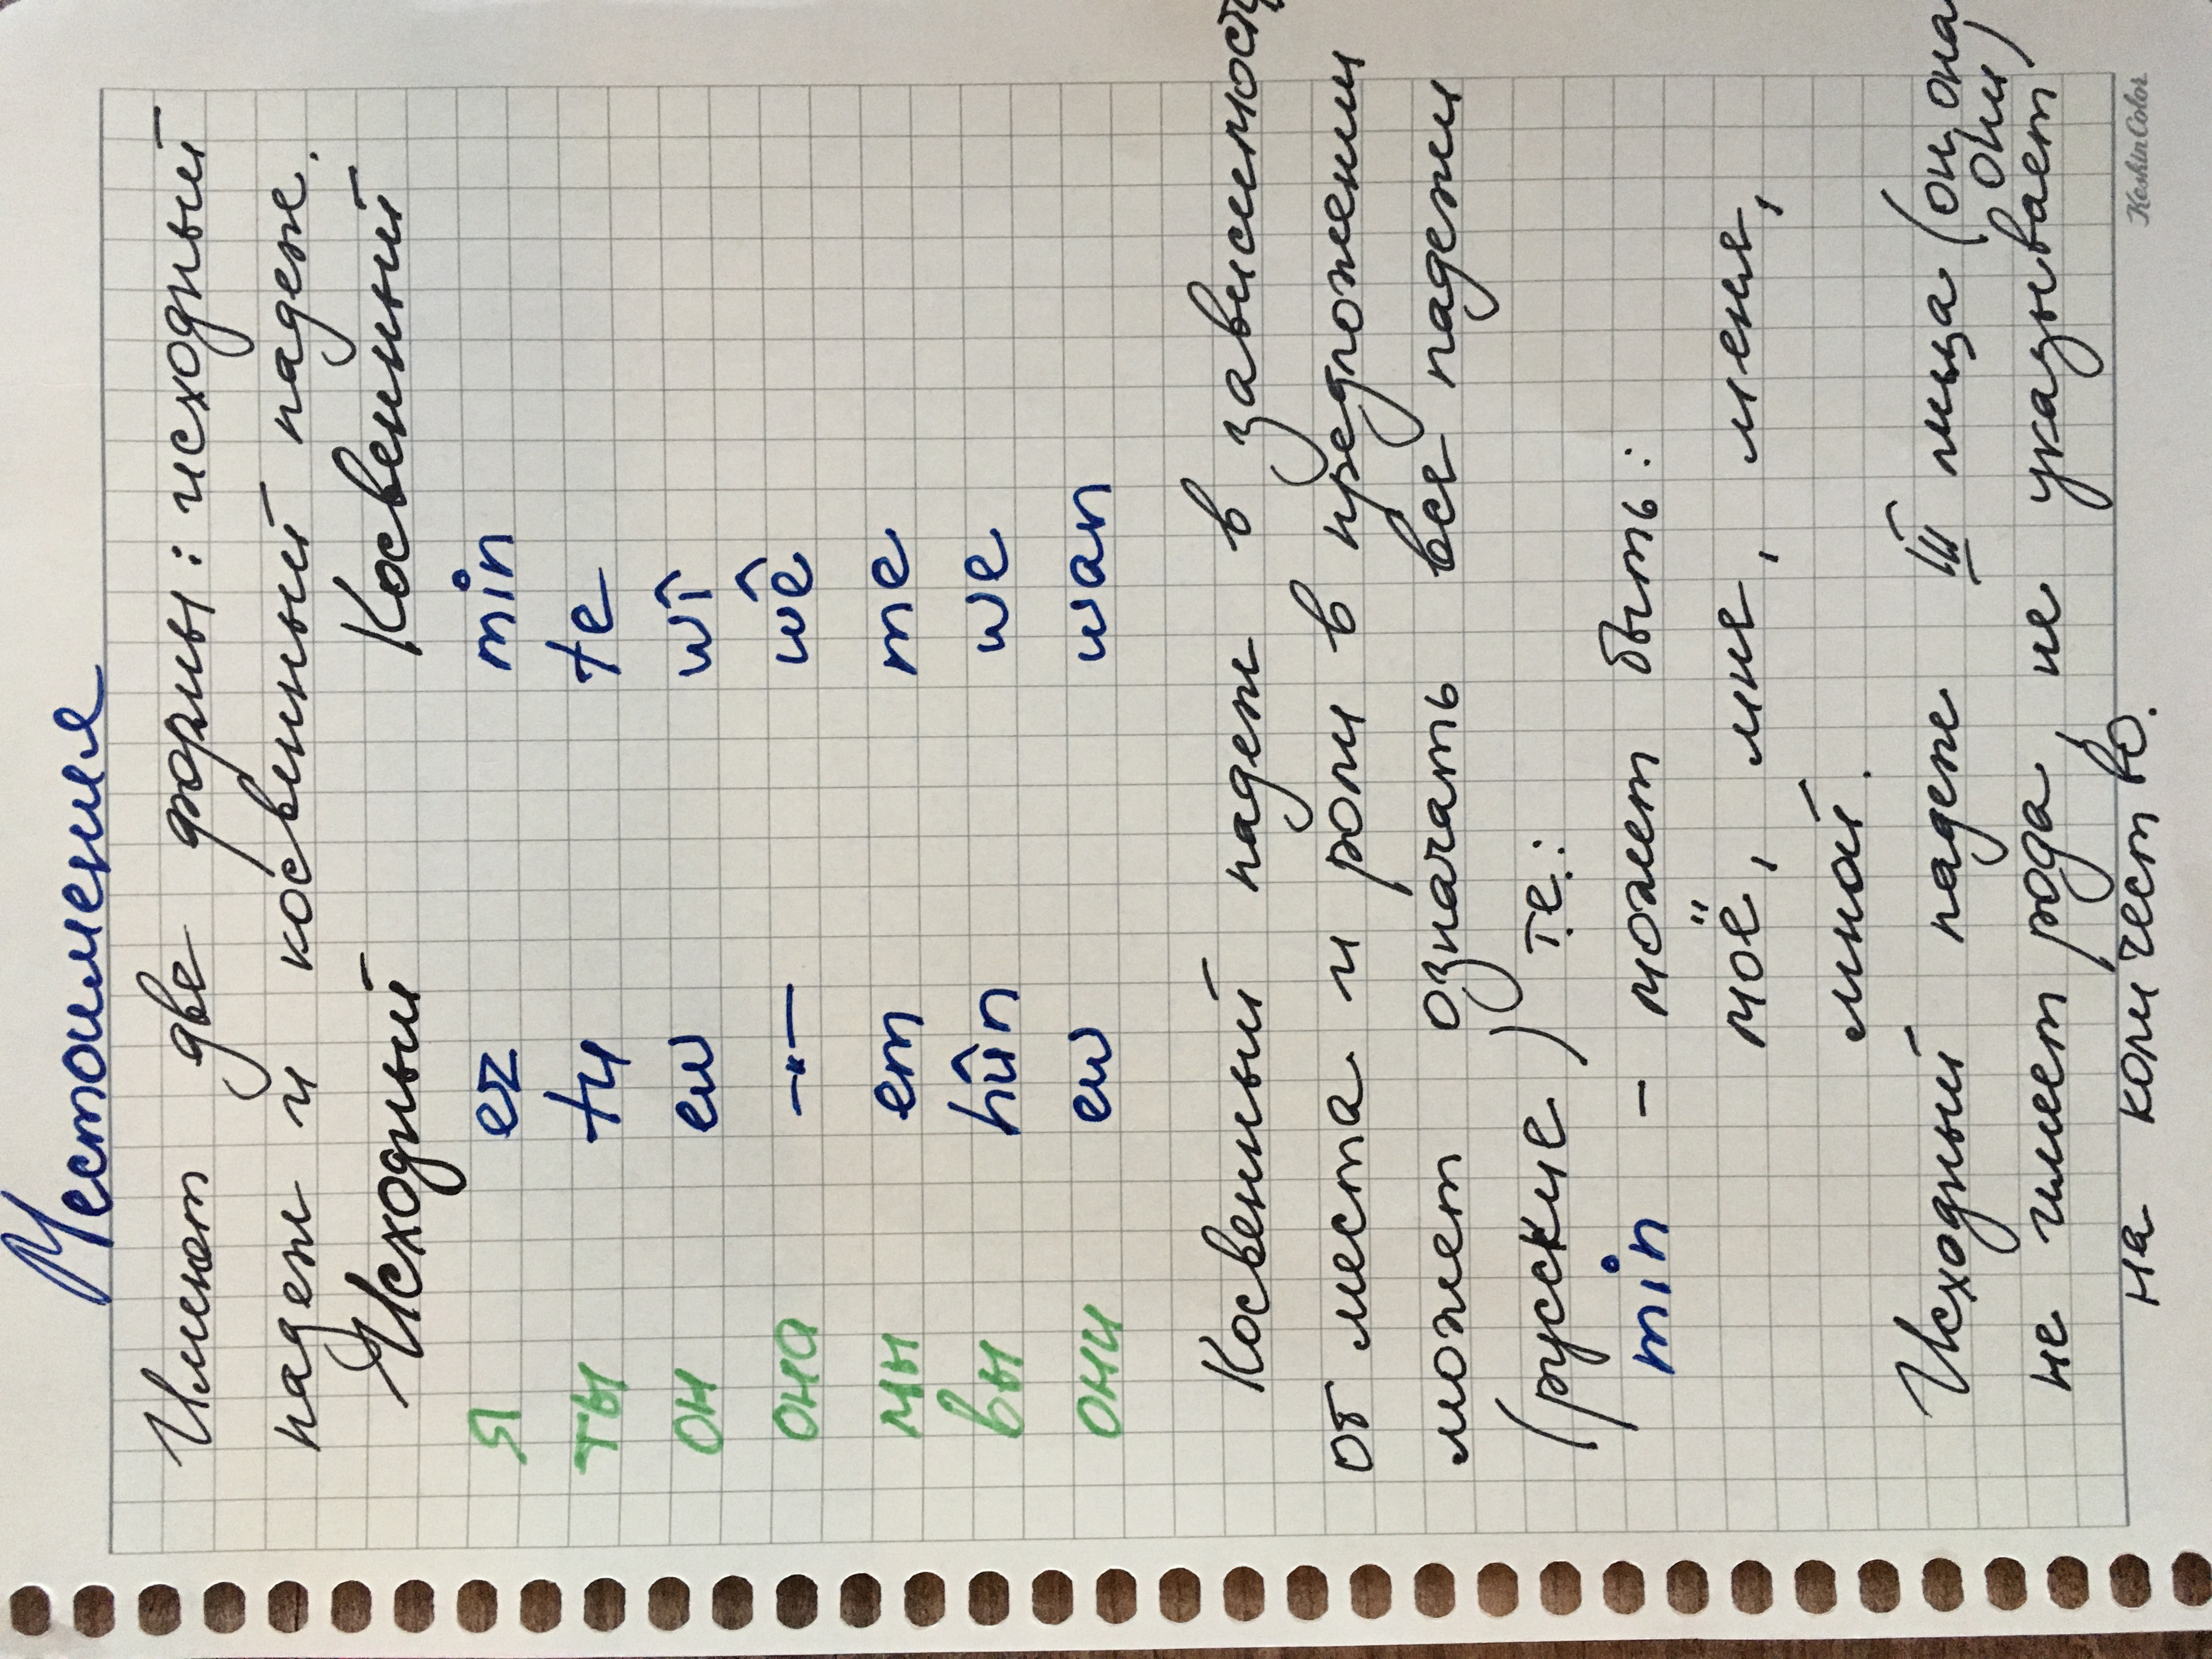 Местоимения
Имеют две формы: исходный
падеж и косвенный падеж.
Исходный Косвенный
я ez min
ты tu te
он ew wî
она —"— wê
мы em me
вы hûn we
они ew wan
Косвенный падеж в зависимости
от места и роли в предложении
может означать все падежи
(русские) т.е.:
min – может быть:
моё, мне, меня,
мной.
Исходный падеж III лица (он, она
они)
не имеет рода, не указывает
на количество.
KeskinColor